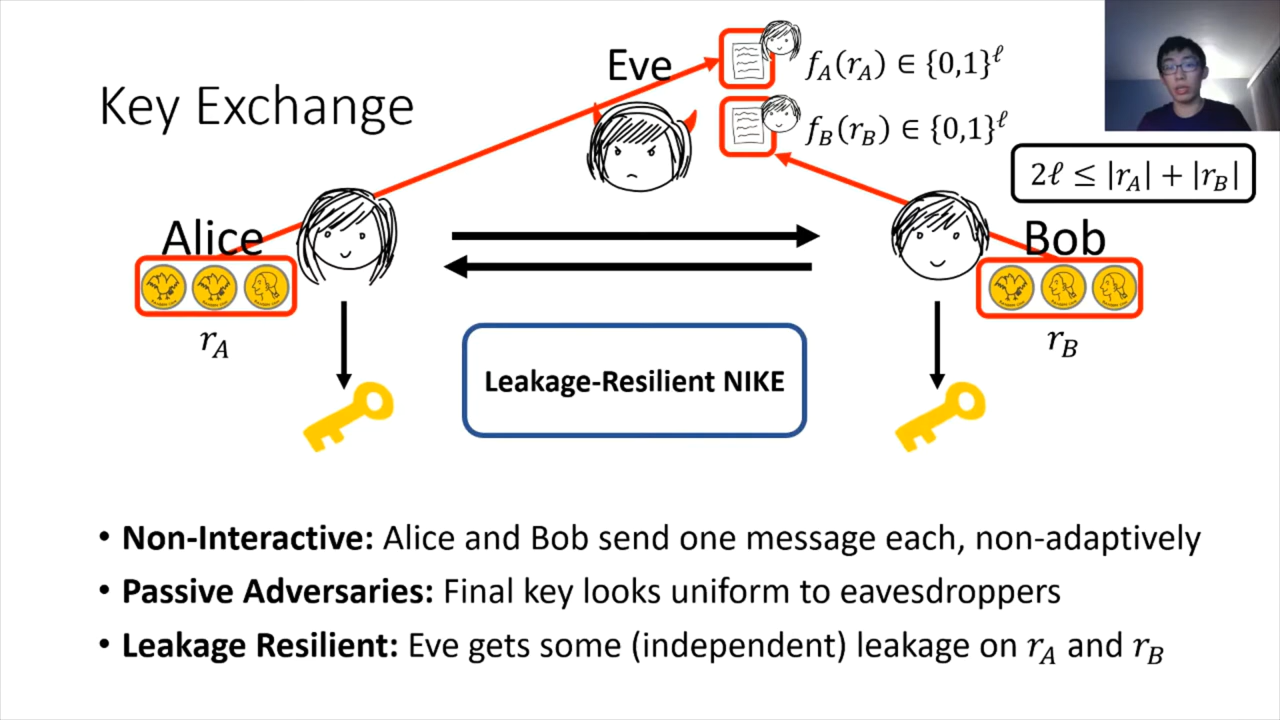 Key Exchange
Eve
f_A(r_A) ∈ {0,1}^ℓ
f_B(r_B) ∈ {0,1}^ℓ
2ℓ ≤ |r_A| + |r_B|
Alice
Bob
r_A
r_B
Leakage-Resilient NIKE
• Non-Interactive: Alice and Bob send one message each, non-adaptively
• Passive Adversaries: Final key looks uniform to eavesdroppers
• Leakage Resilient: Eve gets some (independent) leakage on r_A and r_B